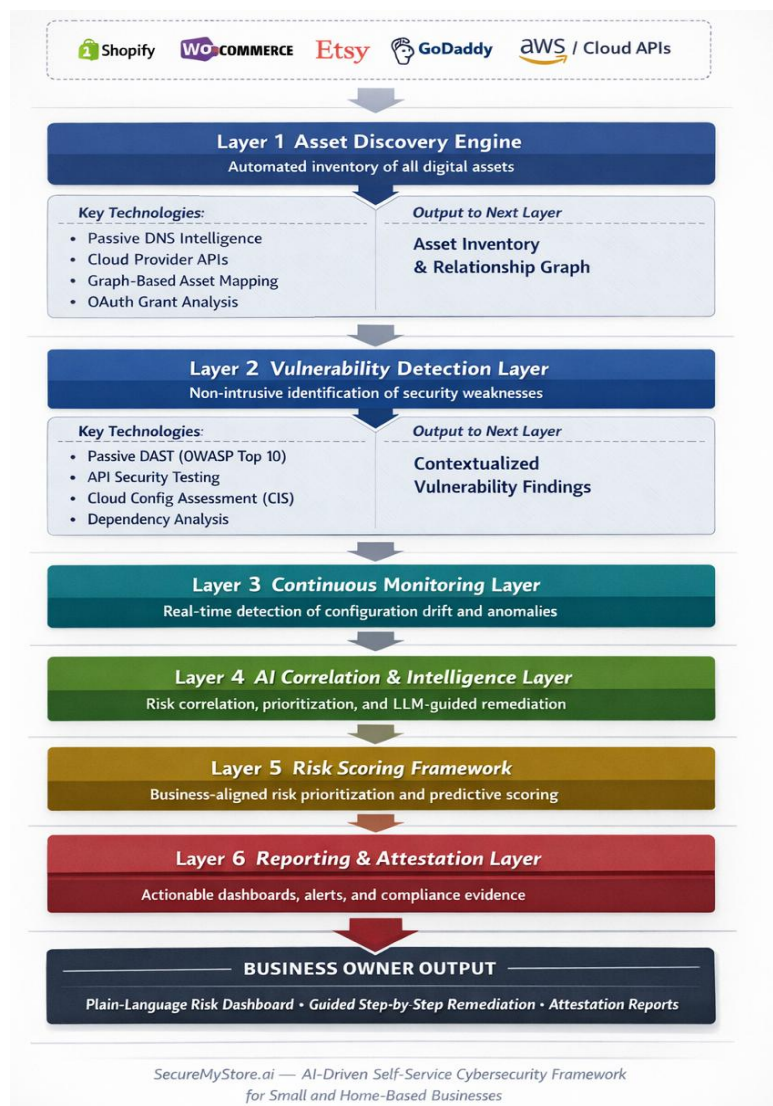 Shopify WOOCOMMERCE Etsy GoDaddy aws / Cloud APIs
Layer 1 Asset Discovery Engine
Automated inventory of all digital assets
Key Technologies:
• Passive DNS Intelligence
• Cloud Provider APIs
• Graph-Based Asset Mapping
• OAuth Grant Analysis
Output to Next Layer
Asset Inventory
& Relationship Graph
Layer 2 Vulnerability Detection Layer
Non-intrusive identification of security weaknesses
Key Technologies:
• Passive DAST (OWASP Top 10)
• API Security Testing
• Cloud Config Assessment (CIS)
• Dependency Analysis
Output to Next Layer
Contextualized
Vulnerability Findings
Layer 3 Continuous Monitoring Layer
Real-time detection of configuration drift and anomalies
Layer 4 AI Correlation & Intelligence Layer
Risk correlation, prioritization, and LLM-guided remediation
Layer 5 Risk Scoring Framework
Business-aligned risk prioritization and predictive scoring
Layer 6 Reporting & Attestation Layer
Actionable dashboards, alerts, and compliance evidence
BUSINESS OWNER OUTPUT
Plain-Language Risk Dashboard • Guided Step-by-Step Remediation • Attestation Reports
SecureMyStore.ai — AI-Driven Self-Service Cybersecurity Framework
for Small and Home-Based Businesses